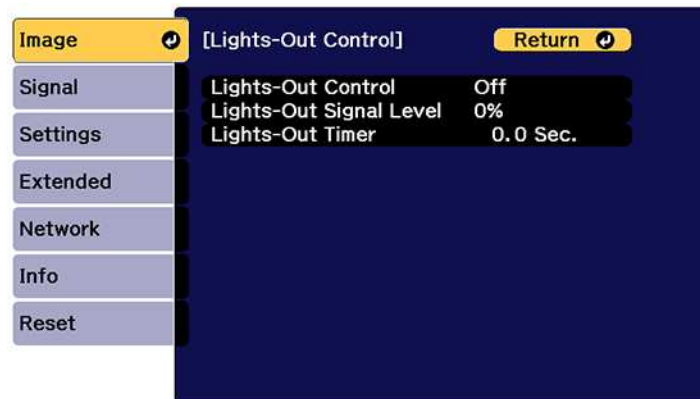 Image
Signal
Settings
Extended
Network
Info
Reset
[Lights-Out Control] Return
Lights-Out Control Off
Lights-Out Signal Level 0%
Lights-Out Timer 0.0 Sec.